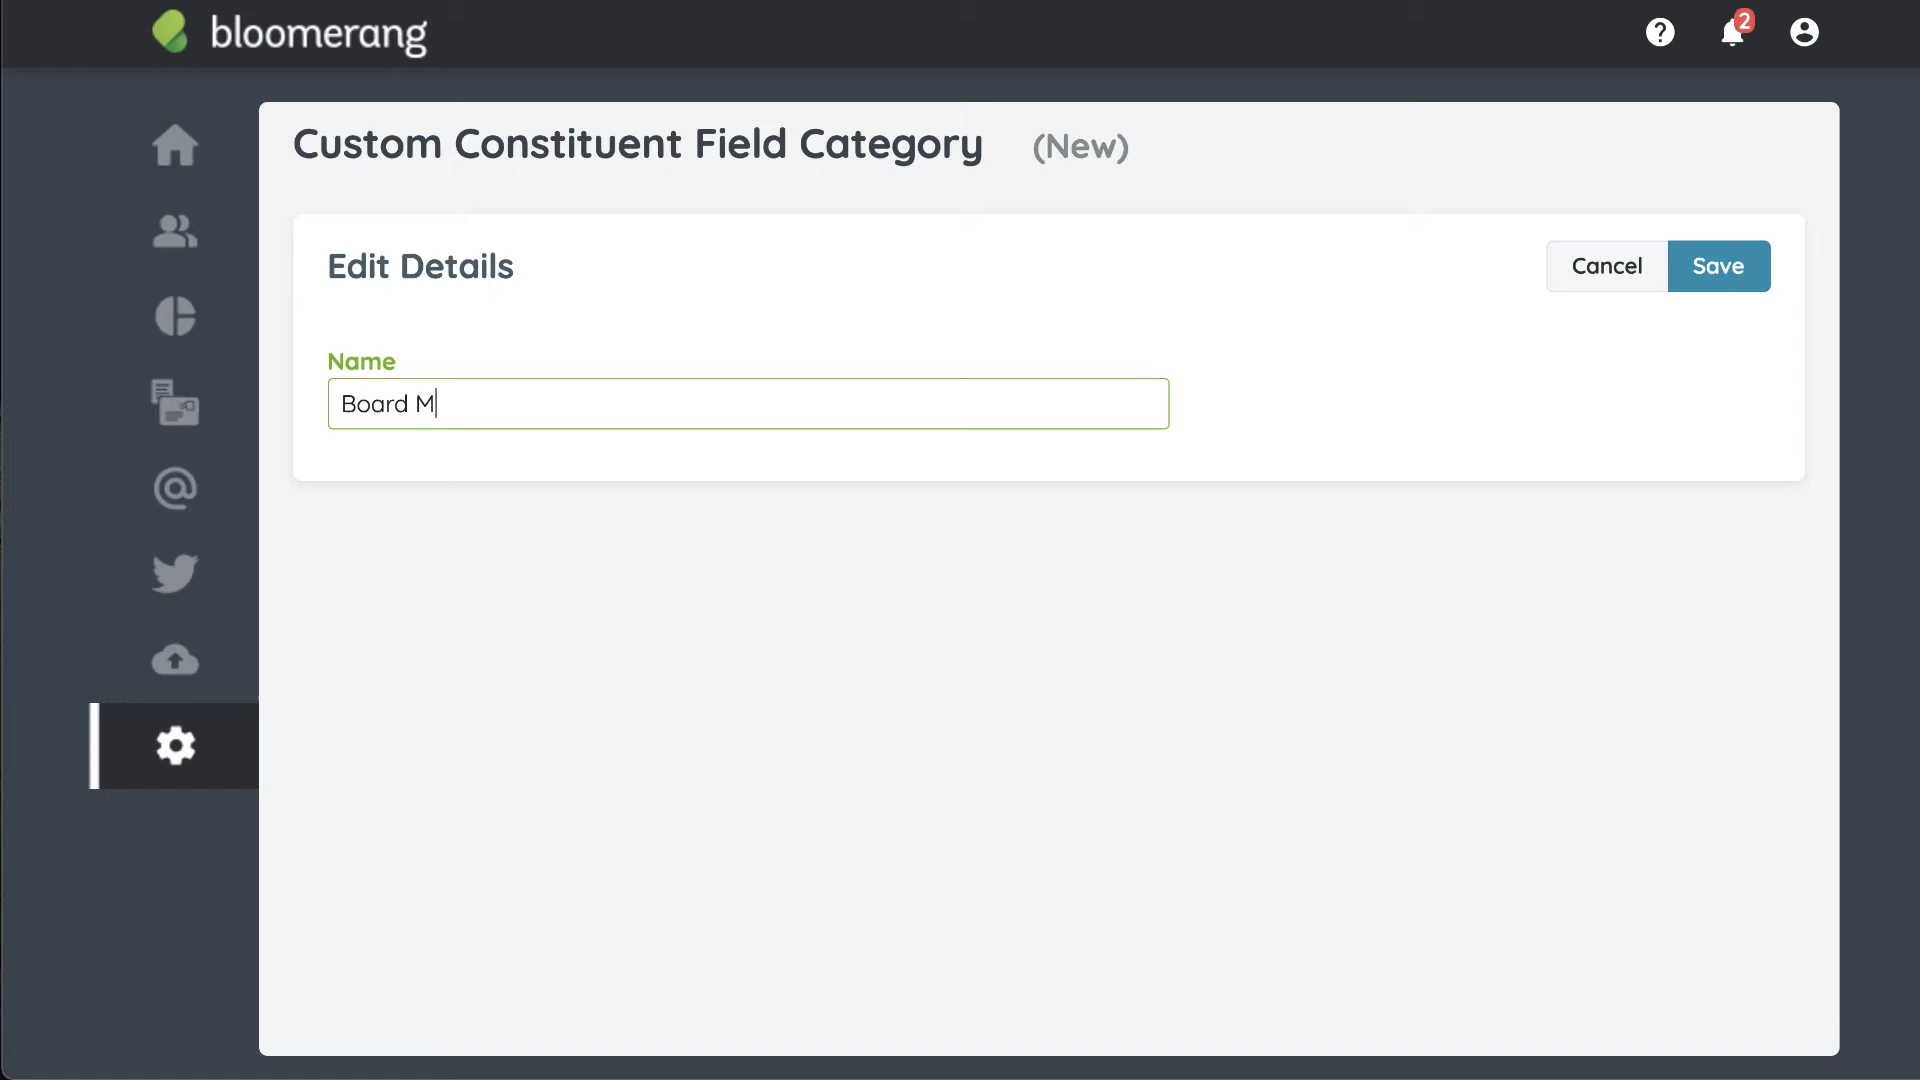 bloomerang
2
Custom Constituent Field Category (New)
Edit Details
Cancel
Save
Name
Board M